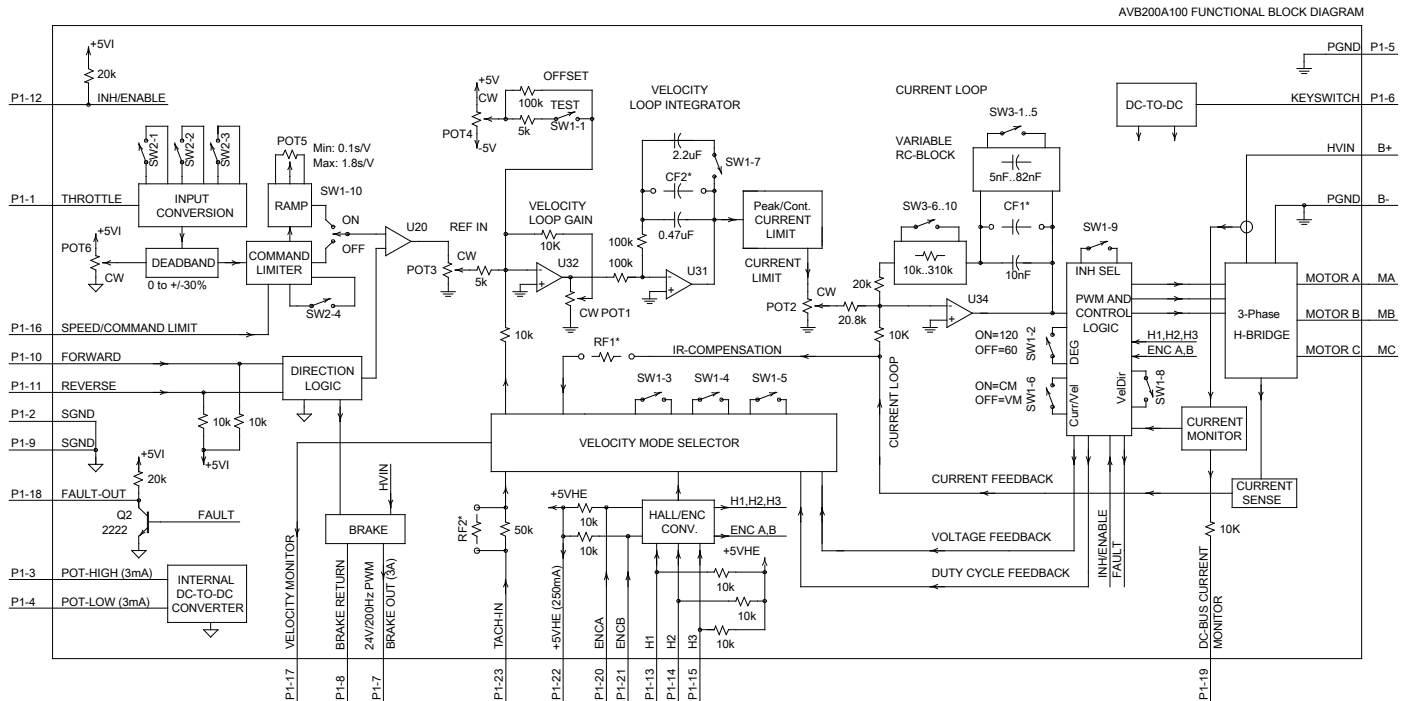 AVB200A100 FUNCTIONAL BLOCK DIAGRAM
+5VI
20k
P1-12
INH/ENABLE
SW2-1
SW2-2
SW2-3
POT5
Min: 0.1s/V
Max: 1.8s/V
SW1-10
P1-1
THROTTLE
INPUT
CONVERSION
RAMP
ON
OFF
+5VI
POT6
CW
DEADBAND
0 to +/-30%
COMMAND
LIMITER
SW2-4
U20
REF IN
CW
POT3
5k
P1-16
SPEED/COMMAND LIMIT
P1-10
FORWARD
P1-11
REVERSE
DIRECTION
LOGIC
P1-2
SGND
P1-9
SGND
10k
10k
+5VI
+5VI
20k
P1-18
FAULT-OUT
Q2
2222
FAULT
HVIN
BRAKE
P1-3
POT-HIGH (3mA)
P1-4
POT-LOW (3mA)
INTERNAL
DC-TO-DC
CONVERTER
VELOCITY MONITOR
BRAKE RETURN
24V/200Hz PWM
BRAKE OUT (3A)
P1-17
P1-8
P1-7
+5V
CW
POT4
-5V
OFFSET
100k
TEST
5k
SW1-1
VELOCITY
LOOP GAIN
10K
U32
CW POT1
VELOCITY
LOOP INTEGRATOR
2.2uF
SW1-7
CF2*
0.47uF
100k
100k
U31
Peak/Cont.
CURRENT
LIMIT
CURRENT
LIMIT
CW
POT2
20.8k
20k
10K
10k
RF1*
IR-COMPENSATION
SW1-3
SW1-4
SW1-5
VELOCITY MODE SELECTOR
RF2*
50k
TACH-IN
P1-23
+5VHE
10k
10k
+5VHE (250mA)
P1-22
ENCA
P1-20
ENCB
P1-21
HALL/ENC
CONV.
H1,H2,H3
ENC A,B
+5VHE
10k
10k
10k
H1
P1-13
H2
P1-14
H3
P1-15
CURRENT LOOP
VARIABLE
RC-BLOCK
SW3-1..5
5nF..82nF
SW3-6..10
10k..310k
CF1*
10nF
U34
CURRENT LOOP
SW1-9
INH SEL
PWM AND
CONTROL
LOGIC
ON=120
OFF=60
SW1-2
DEG
ON=CM
OFF=VM
SW1-6
Curr/Vel
VelDir
SW1-8
H1,H2,H3
ENC A,B
CURRENT FEEDBACK
VOLTAGE FEEDBACK
DUTY CYCLE FEEDBACK
INH/ENABLE
FAULT
CURRENT
MONITOR
CURRENT
SENSE
10K
DC-BUS CURRENT
MONITOR
P1-19
DC-TO-DC
3-Phase
H-BRIDGE
PGND
P1-5
KEYSWITCH
P1-6
HVIN
B+
PGND
B-
MOTOR A
MA
MOTOR B
MB
MOTOR C
MC